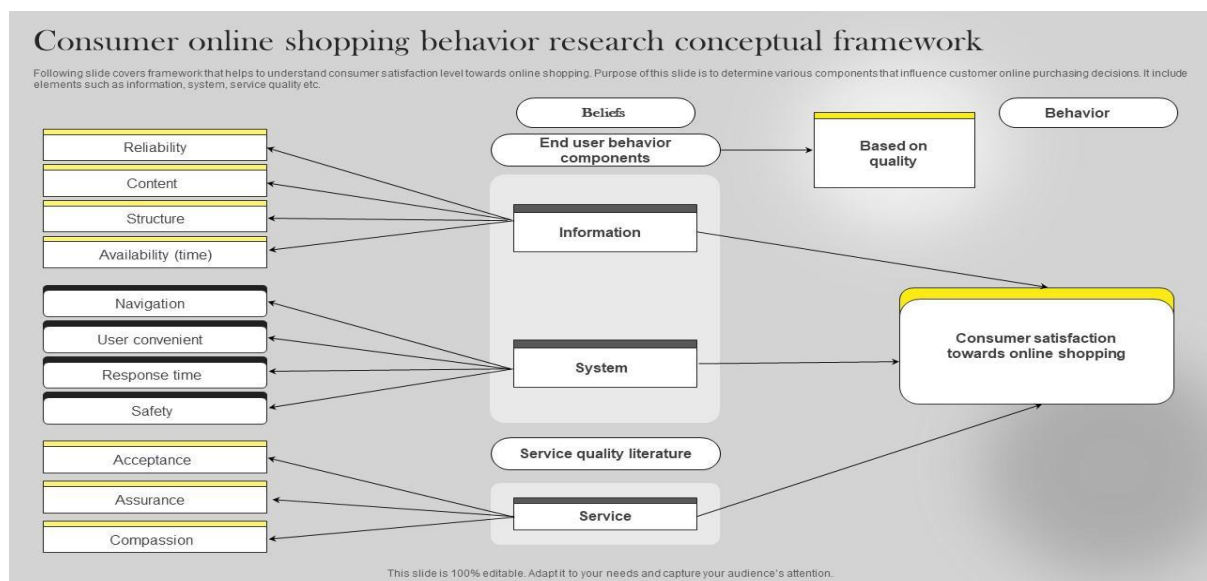 Consumer online shopping behavior research conceptual framework
Following slide covers framework that helps to understand consumer satisfaction level towards online shopping. Purpose of this slide is to determine various components that influence customer online purchasing decisions. It include
elements such as information, system, service quality etc.
Beliefs
Behavior
End user behavior
components
Based on
quality
Reliability
Content
Structure
Availability (time)
Information
Navigation
User convenient
Response time
Safety
System
Consumer satisfaction
towards online shopping
Service quality literature
Acceptance
Assurance
Compassion
Service
This slide is 100% editable. Adapt it to your needs and capture your audience's attention.